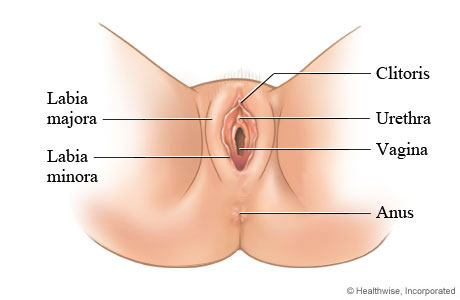 Clitoris
Labia
majora
Urethra
Vagina
Labia
minora
Anus
© Healthwise, Incorporated